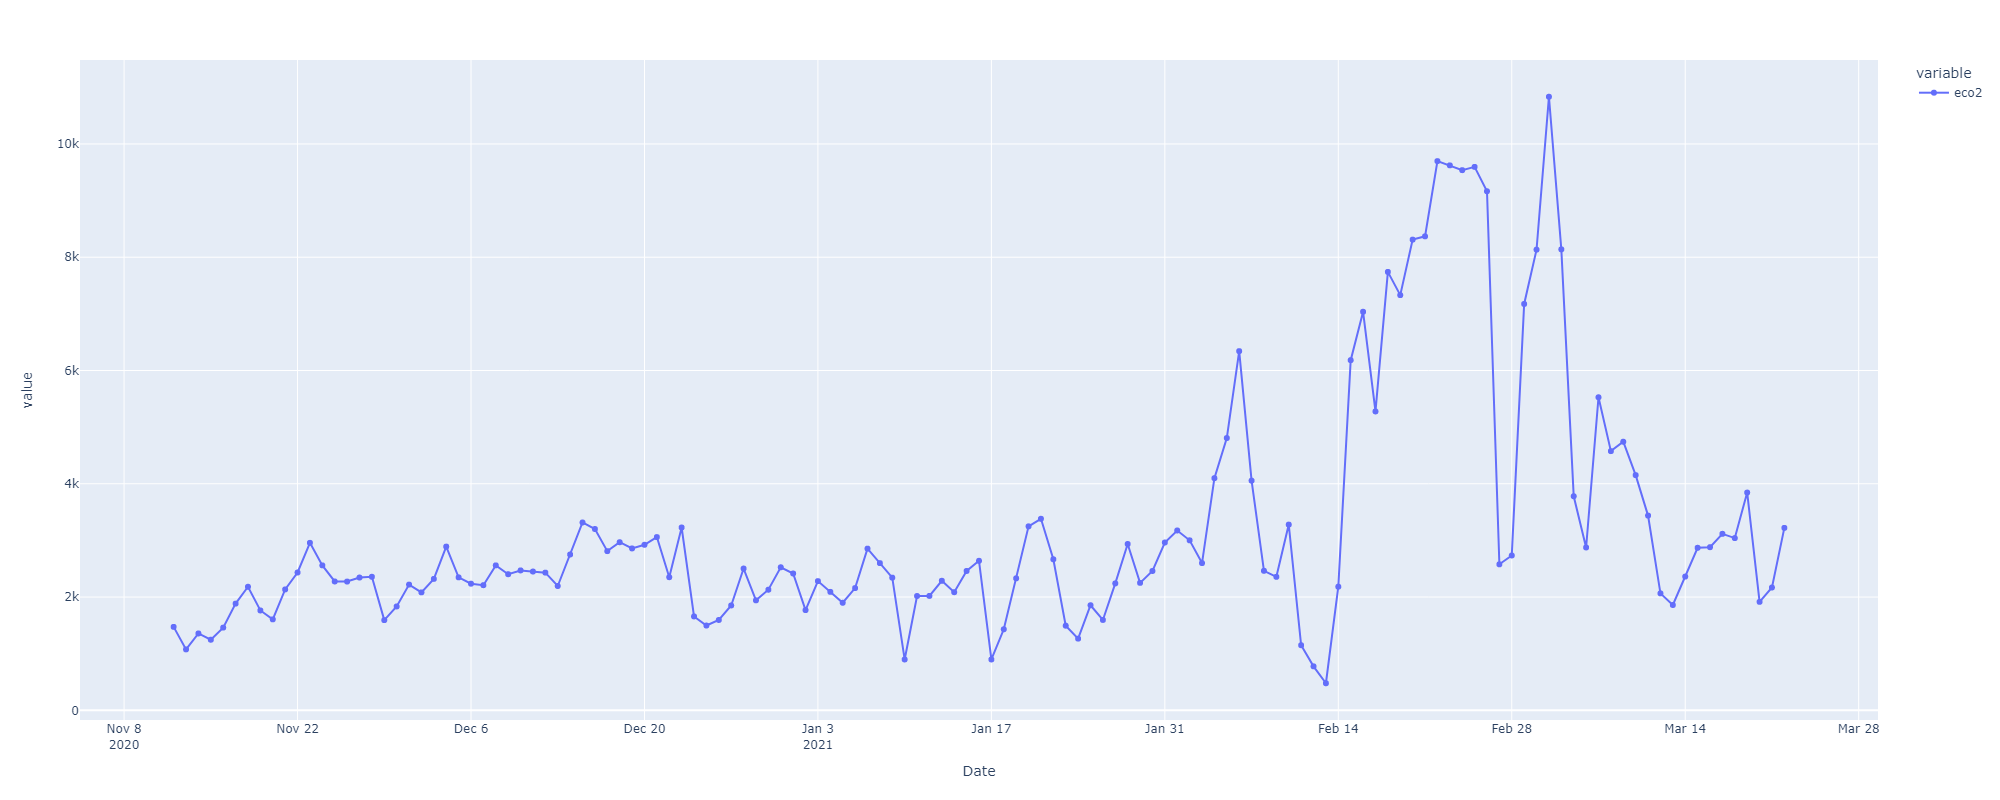 variable
eco2
10k
8k
6k
4k
2k
0
value
Nov 8 Nov 22 Dec 6 Dec 20 Jan 3 Jan 17 Jan 31 Feb 14 Feb 28 Mar 14 Mar 28
2020 2021
Date